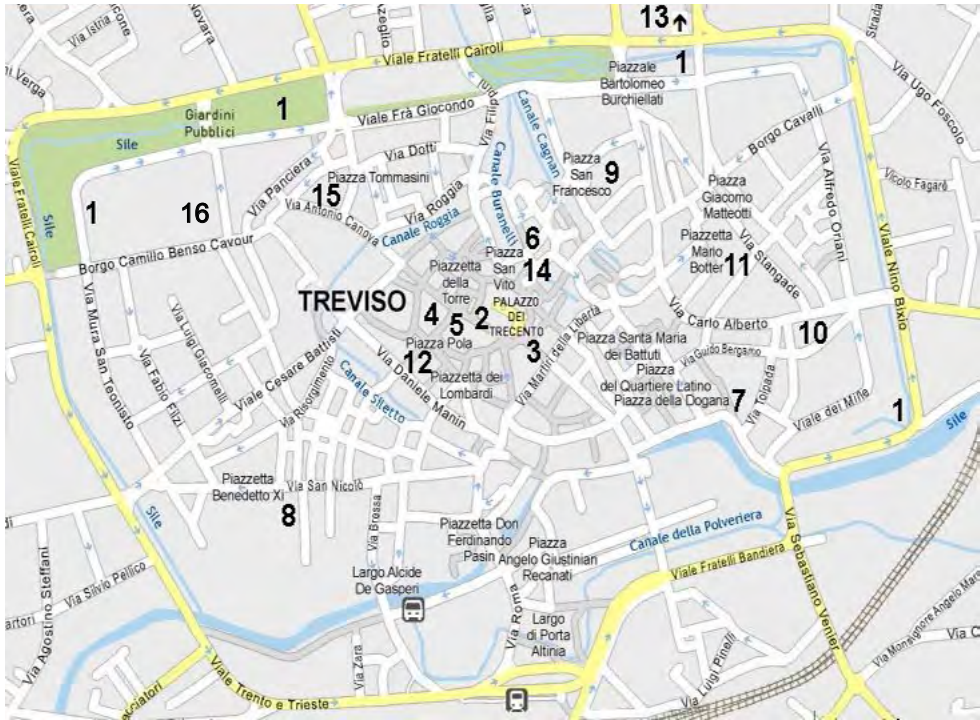 13
Via Istria
Azeglio
Novara
Strada
Viale Fratelli Cairoli
1
Piazzale
Bartolomeo
Burchiellati
Via Ugo Foscolo
1
Giardini
Pubblici
Viale Frà Giocondo
Via Filip
pini
Canale Cagnan
Borgo Cavalli
Sile
Via Dotti
Canale Buranelli
Piazza
San
Francesco
9
Via Alfredo Oriani
Vicolo Fagarè
Via Panciera
Piazza Tommasini
15
Via Antonio Canova
Via Roggia
Canale Roggia
Piazza
Giacomo
Matteotti
Viale Fratelli Cairoli
Sile
1
16
6
Piazza
San
Vito
14
Piazzetta
Mario
Botter
11
Via Stangade
Viale Nino Bixio
Borgo Camillo Benso Cavour
Piazzetta
della
Torre
TREVISO
4
5
2
PALAZZO
DEI
TRECENTO
3
Via Carlo Alberto
10
Via Mura San Teonisto
Via Luigi Giacomelli
Via Fabio Filzi
Viale Cesare Battisti
Via Risorgimento
Canale Siletto
Piazza Pola
12
Piazzetta dei
Lombardi
Via Daniele Manin
Via Martiri della Libertà
Piazza Santa Maria
dei Battuti
Via Guido Bergamo
Piazza
del Quartiere Latino
Piazza della Dogana
7
Via Tolpada
Viale dei Mille
1
Sile
Piazzetta
Benedetto XI
Via San Nicolò
8
Sile
Via Bressa
Piazzetta Don
Ferdinando
Pasin
Piazza
Angelo Giustinian
Recanati
Canale della Polveriera
Viale Fratelli Bandiera
Via Sebastiano Venier
Via Agostino Steffani
Via Silvio Pellico
Largo Alcide
De Gasperi
Via Roma
Largo
di Porta
Altinia
Via Zara
Via Luigi Pinelli
Viale Trento e Trieste